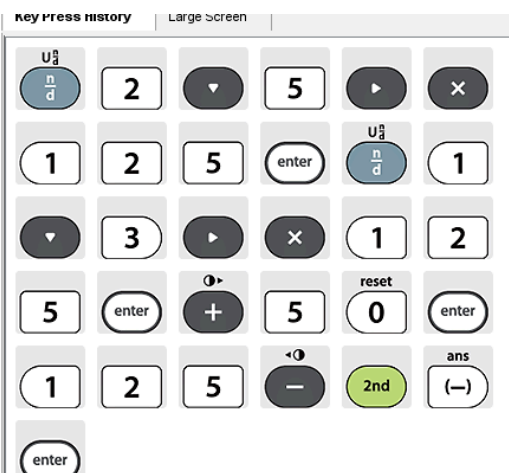 Key Press History Large Screen
U n/d
n/d 2 5 ×
U n/d
1 2 5 enter n/d 1
3 × 1 2
reset
5 enter + 5 0 enter
ans
1 2 5 − 2nd (−)
enter